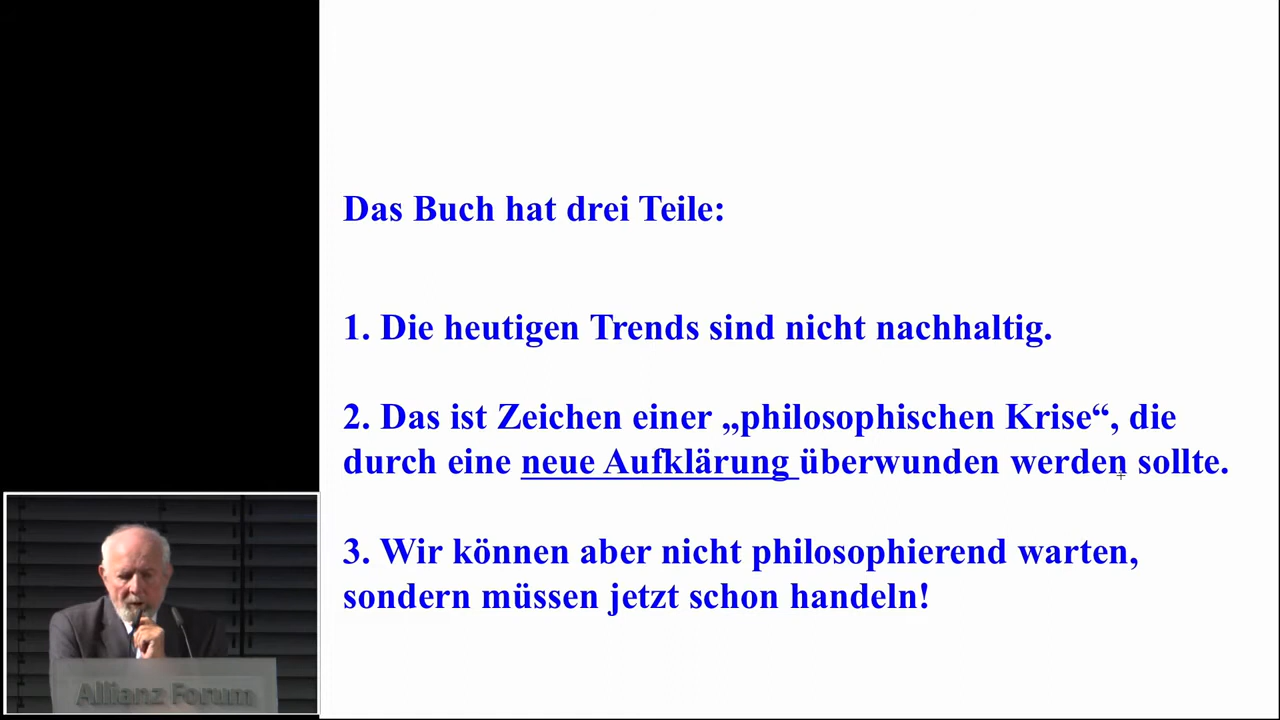 Das Buch hat drei Teile:
1. Die heutigen Trends sind nicht nachhaltig.
2. Das ist Zeichen einer „philosophischen Krise“, die
durch eine neue Aufklärung überwunden werden sollte.
3. Wir können aber nicht philosophierend warten,
sondern müssen jetzt schon handeln!
Allianz Forum